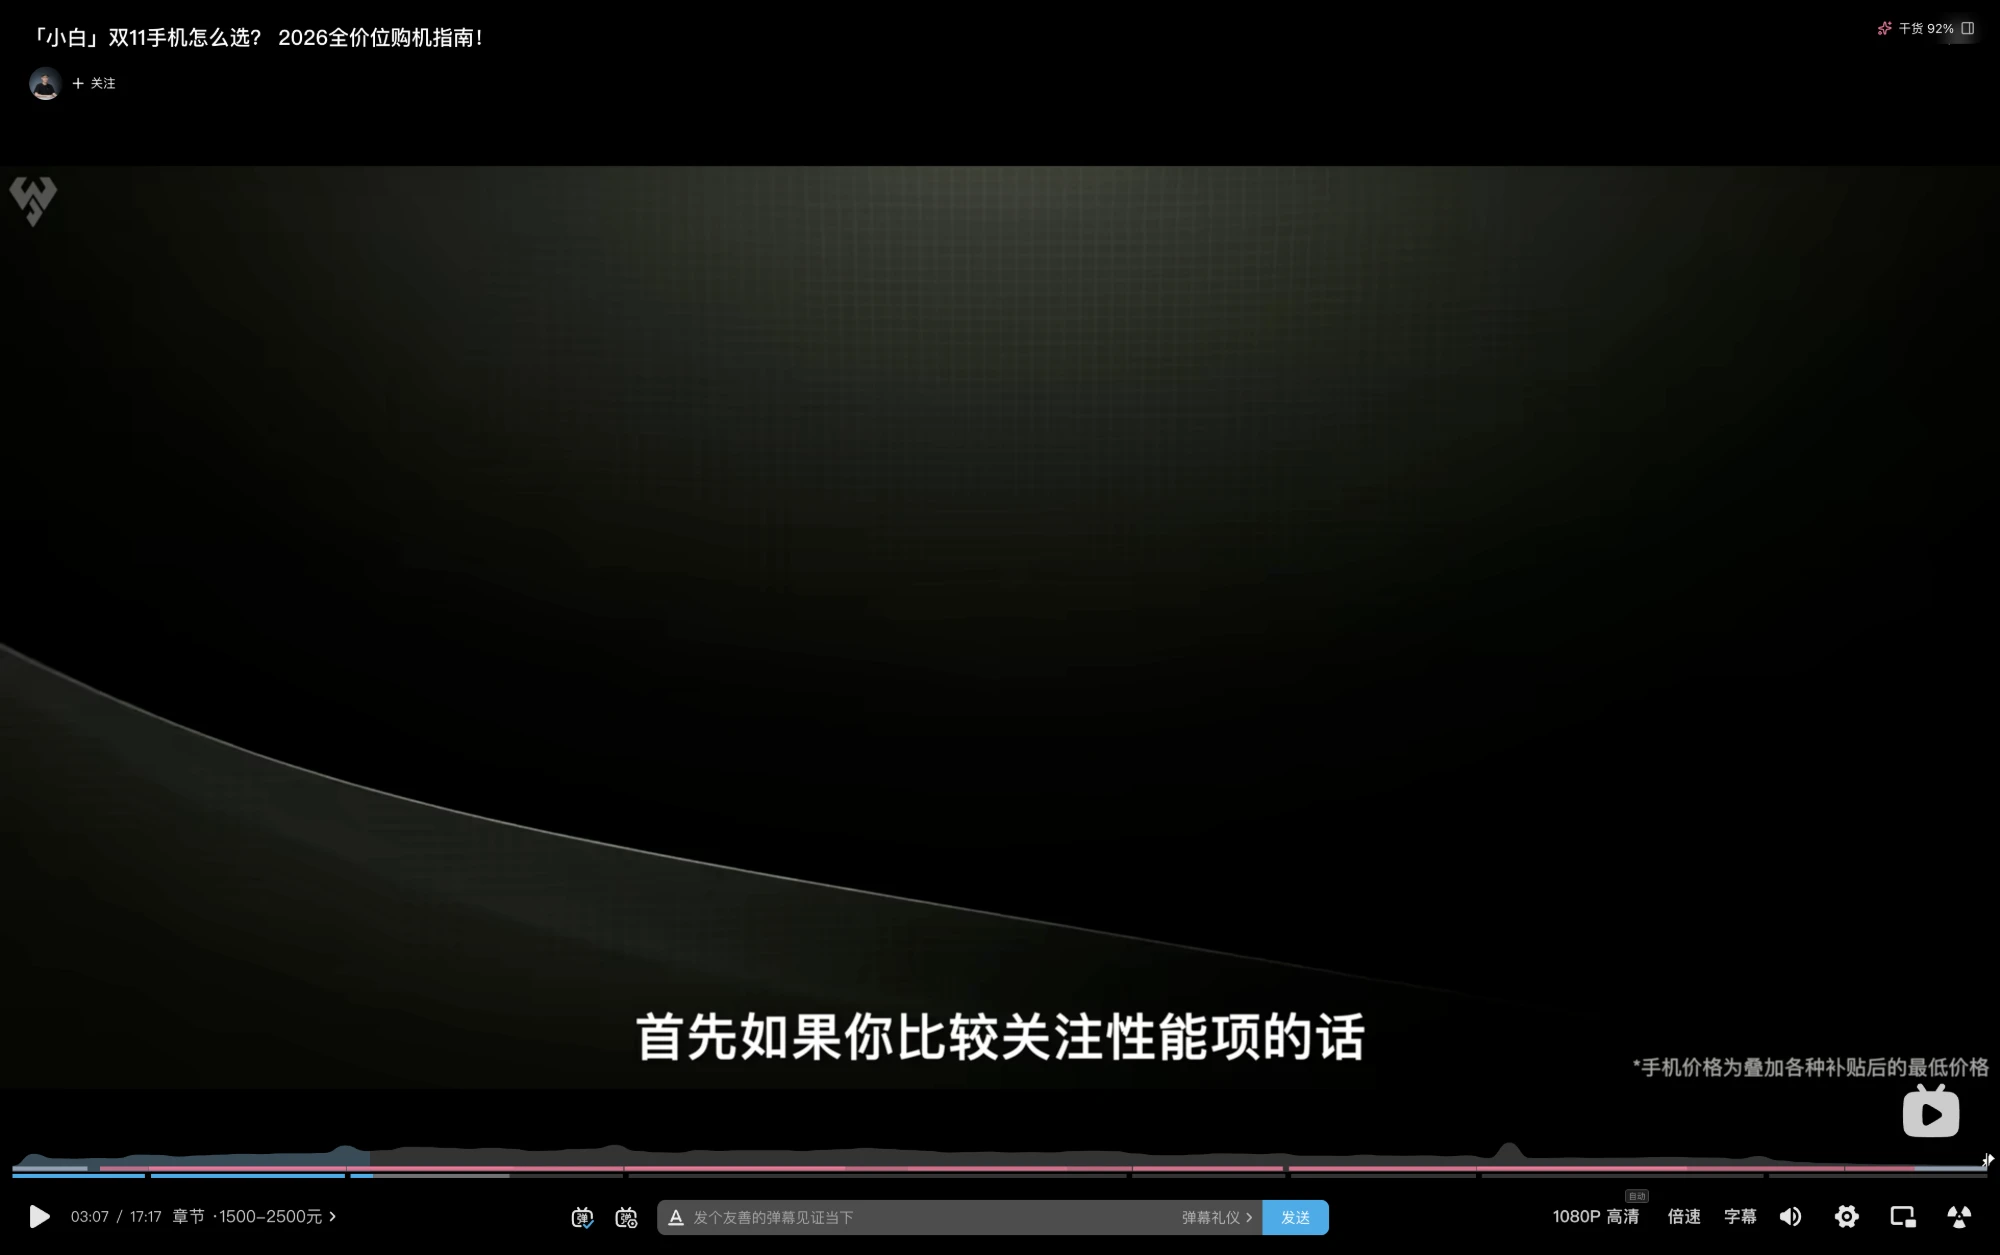 「小白」双11手机怎么选？ 2026全价位购机指南！
干货 92%
+ 关注
首先如果你比较关注性能项的话
*手机价格为叠加各种补贴后的最低价格
自动
03:07 / 17:17 章节 ·1500-2500元 >
弹 弹 A 发个友善的弹幕见证当下 弹幕礼仪 > 发送
1080P 高清 倍速 字幕